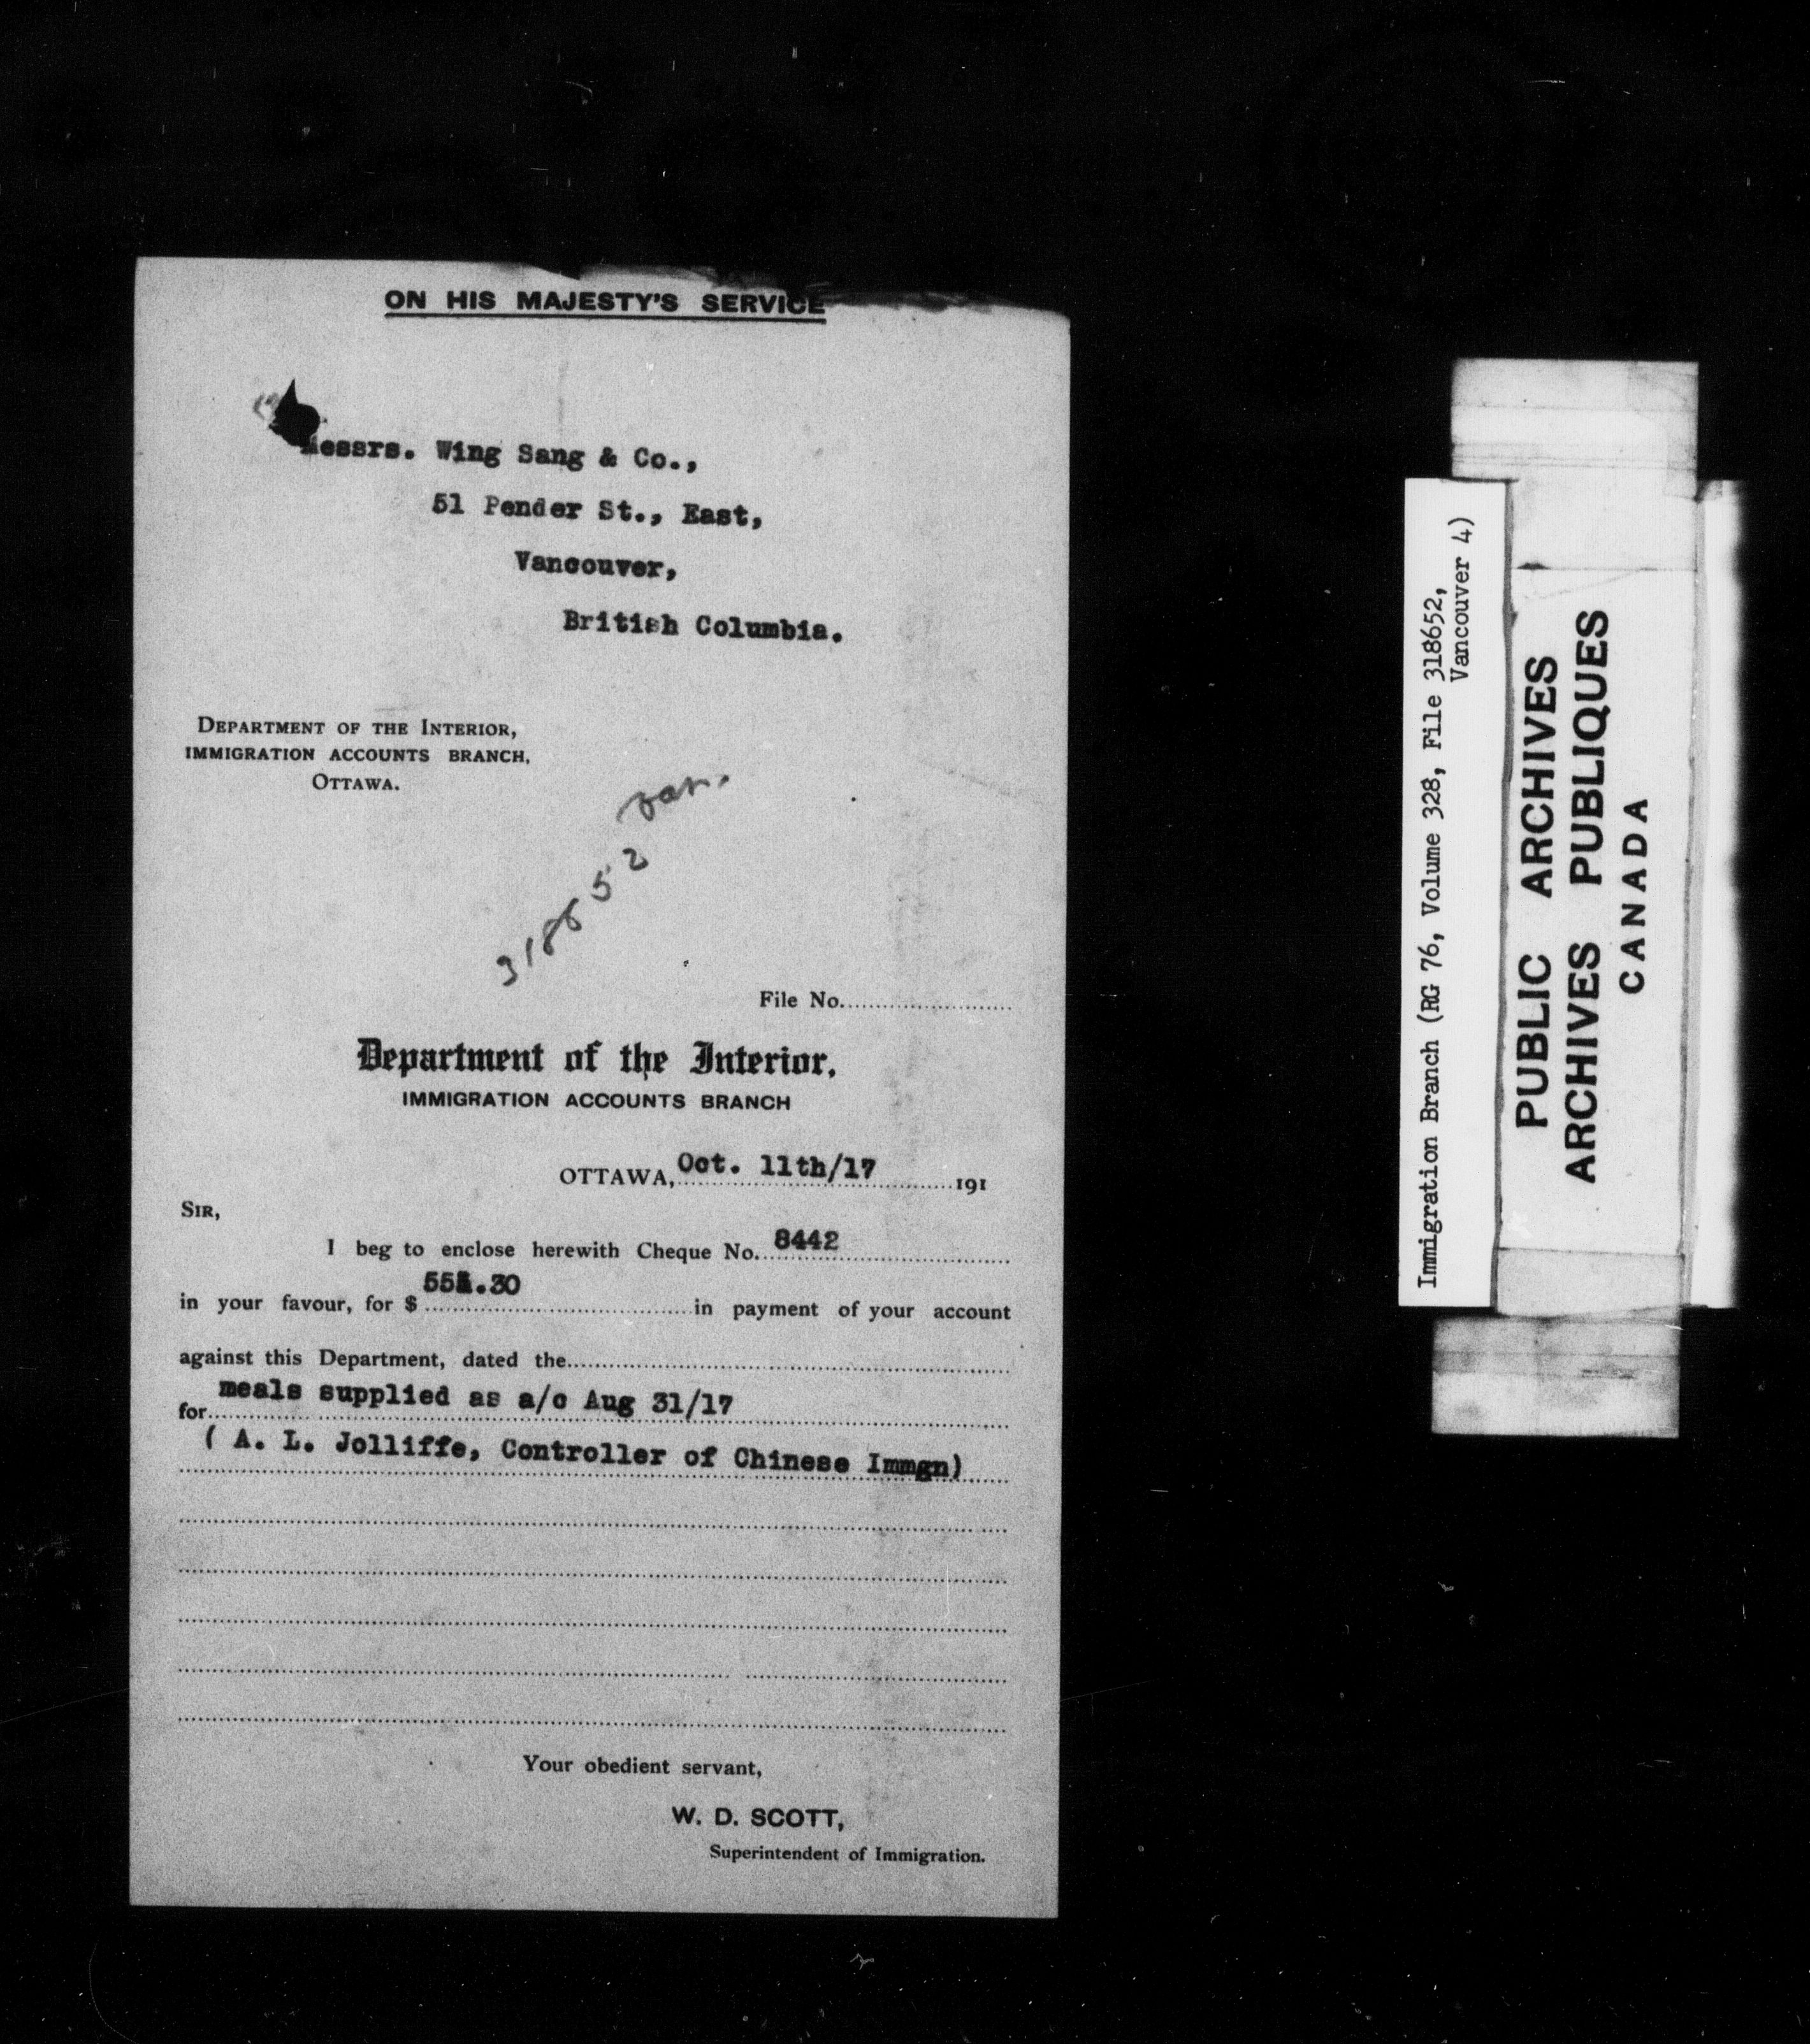 ON HIS MAJESTY'S SERVICE
Messrs. Wing Sang & Co.,
51 Pender St., East,
Vancouver,
British Columbia.
DEPARTMENT OF THE INTERIOR,
IMMIGRATION ACCOUNTS BRANCH,
OTTAWA.
318652 van.
File No.
Department of the Interior.
IMMIGRATION ACCOUNTS BRANCH
OTTAWA, Oct. 11th/17 191
SIR,
I beg to enclose herewith Cheque No. 8442
in your favour, for $ in payment of your account
against this Department, dated the
for meals supplied as a/c Aug 31/17
( A. L. Jolliffe, Controller of Chinese Immgn)
Your obedient servant,
W. D. SCOTT,
Superintendent of Immigration.
Immigration Branch (RG 76, Volume 328, File 318652,
Vancouver 4)
PUBLIC ARCHIVES
ARCHIVES PUBLIQUES
CANADA